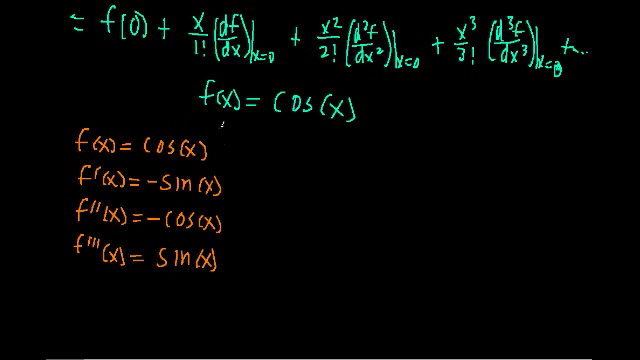 = f(0) + x/1! (df/dx)|x=0 + x²/2! (d²f/dx²)|x=0 + x³/3! (d³f/dx³)|x=0 + ...
f(x) = cos(x)
f(x) = cos(x)
f'(x) = -sin(x)
f''(x) = -cos(x)
f'''(x) = sin(x)